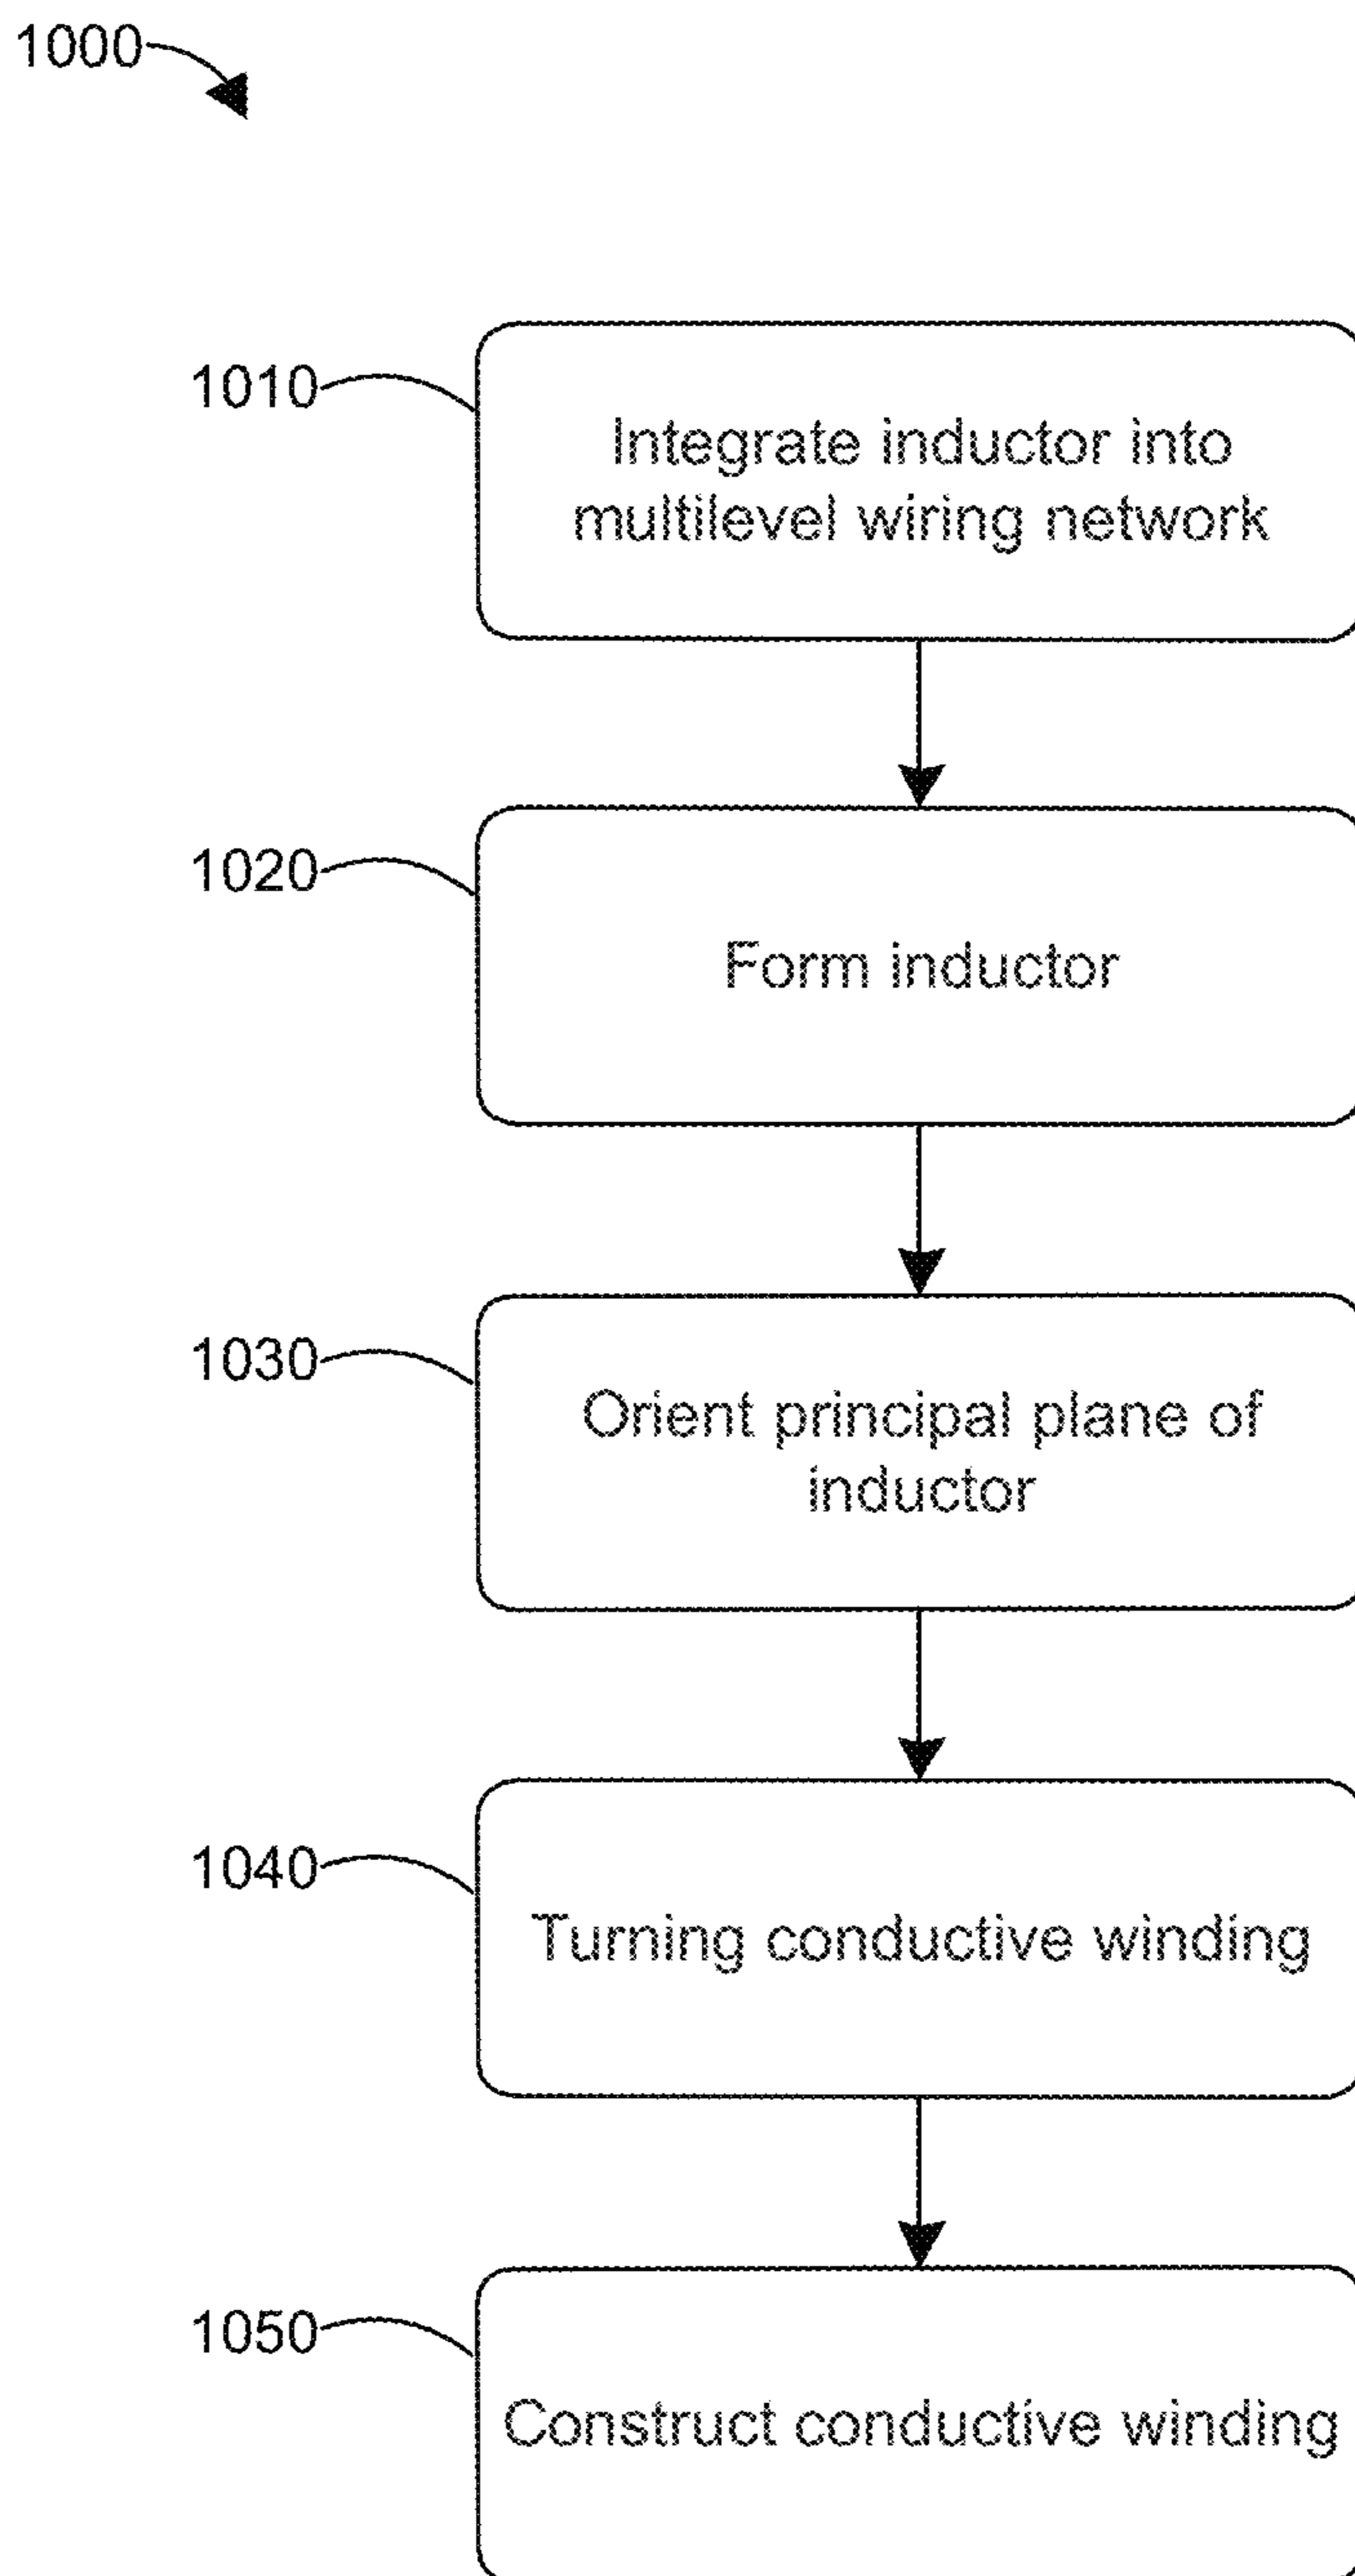 1000
1010
Integrate inductor into
multilevel wiring network
1020
Form inductor
1030
Orient principal plane of
inductor
1040
Turning conductive winding
1050
Construct conductive winding